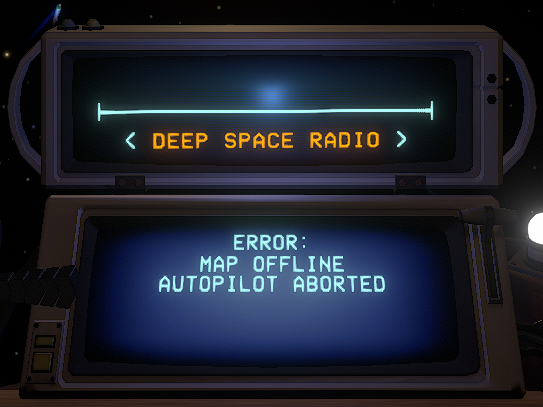 < DEEP SPACE RADIO >
ERROR:
MAP OFFLINE
AUTOPILOT ABORTED